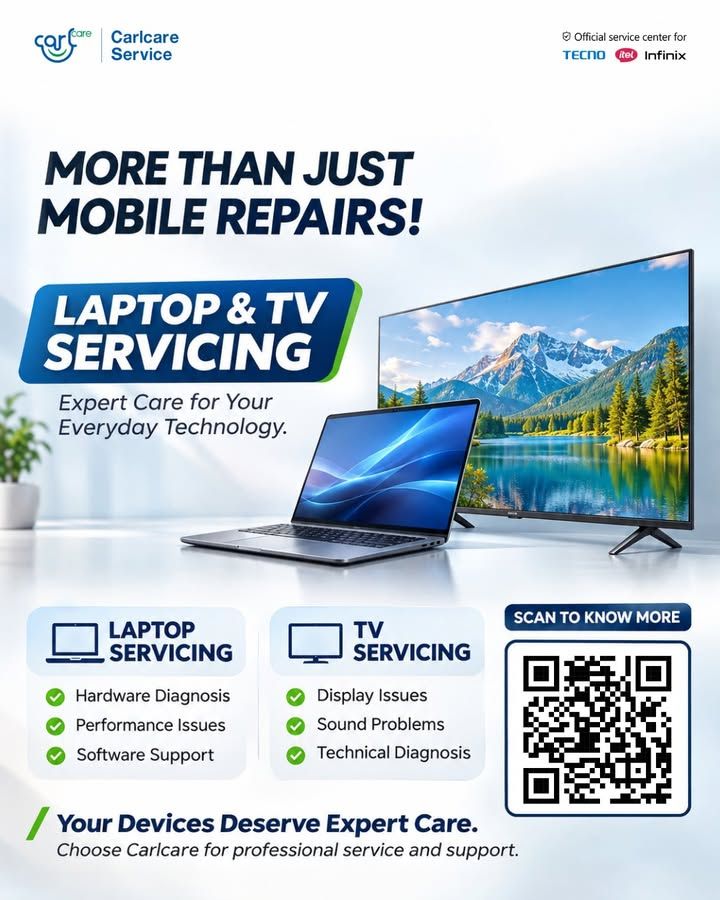 carl care
Carlcare
Service
Official service center for
TECNO itel Infinix
MORE THAN JUST
MOBILE REPAIRS!
LAPTOP & TV
SERVICING
Expert Care for Your
Everyday Technology.
LAPTOP
SERVICING
Hardware Diagnosis
Performance Issues
Software Support
TV
SERVICING
Display Issues
Sound Problems
Technical Diagnosis
SCAN TO KNOW MORE
Your Devices Deserve Expert Care.
Choose Carlcare for professional service and support.